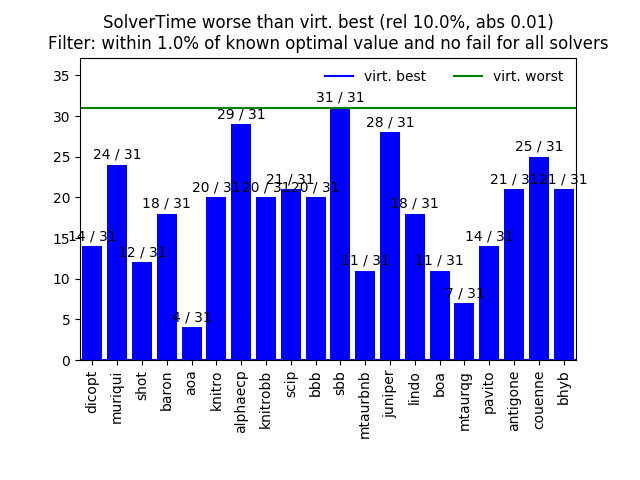 SolverTime worse than virt. best (rel 10.0%, abs 0.01)
Filter: within 1.0% of known optimal value and no fail for all solvers
virt. best
virt. worst
35
30
25
20
15
10
5
0
14 / 31
24 / 31
12 / 31
18 / 31
4 / 31
20 / 31
29 / 31
20 / 31
21 / 31
20 / 31
31 / 31
11 / 31
28 / 31
18 / 31
11 / 31
7 / 31
14 / 31
21 / 31
25 / 31
21 / 31
dicopt
muriqui
shot
baron
aoa
knitro
alphaecp
knitrobb
scip
bbb
sbb
mtaurbnb
juniper
lindo
boa
mtaurqg
pavito
antigone
couenne
bhyb